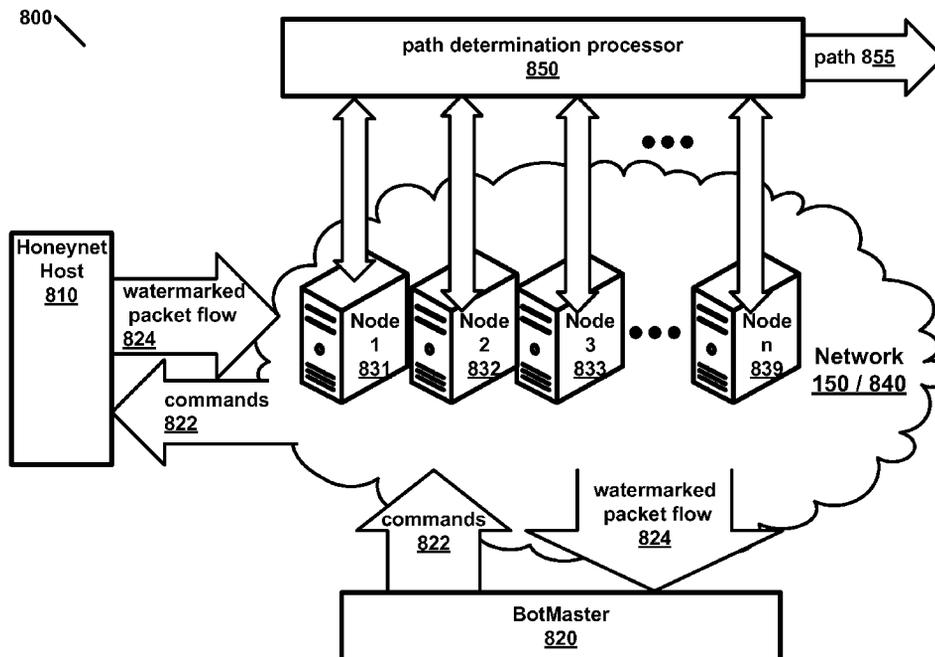 800
path determination processor
850
path 855
Honeynet
Host
810
watermarked
packet flow
824
commands
822
Node
1
831
Node
2
832
Node
3
833
Node
n
839
Network
150 / 840
commands
822
watermarked
packet flow
824
BotMaster
820